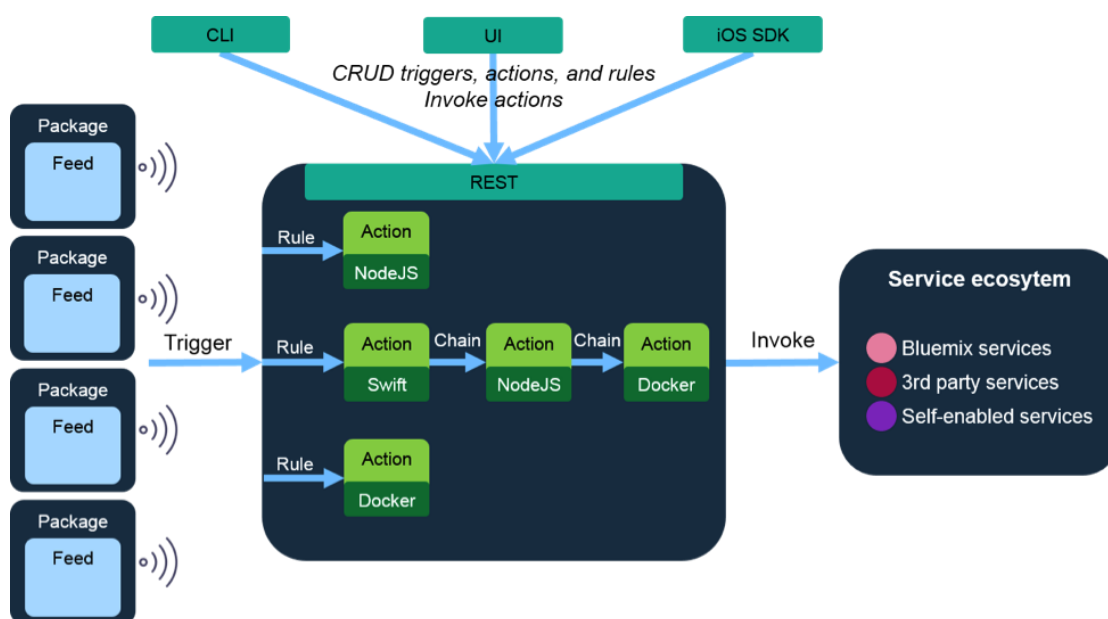 CLI
UI
iOS SDK
CRUD triggers, actions, and rules
Invoke actions
Package
Feed
Package
Feed
Package
Feed
Package
Feed
Trigger
REST
Rule
Action
NodeJS
Rule
Action
Swift
Chain
Action
NodeJS
Chain
Action
Docker
Rule
Action
Docker
Invoke
Service ecosytem
Bluemix services
3rd party services
Self-enabled services